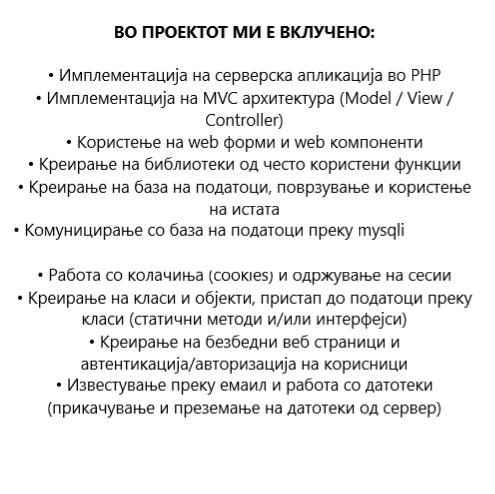 ВО ПРОЕКТОТ МИ Е ВКЛУЧЕНО:
• Имплементација на серверска апликација во PHP
• Имплементација на MVC архитектура (Model / View /
Controller)
• Користење на web форми и web компоненти
• Креирање на библиотеки од често користени функции
• Креирање на база на податоци, поврзување и користење
на истата
• Комуницирање со база на податоци преку mysqli
• Работа со колачиња (cookies) и одржување на сесии
• Креирање на класи и објекти, пристап до податоци преку
класи (статични методи и/или интерфејси)
• Креирање на безбедни веб страници и
автентикација/авторизација на корисници
• Известување преку емаил и работа со датотеки
(прикачување и преземање на датотеки од сервер)